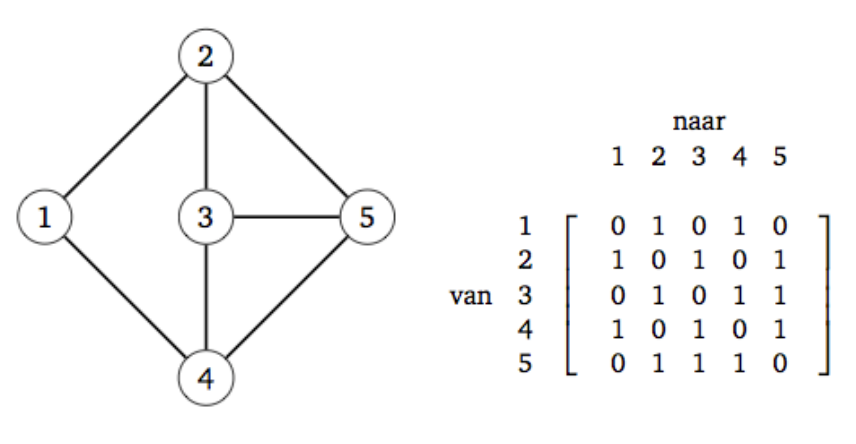 2
1 3 5
4
naar
1 2 3 4 5
1 [ 0 1 0 1 0 ]
2 1 0 1 0 1
van 3 0 1 0 1 1
4 1 0 1 0 1
5 0 1 1 1 0